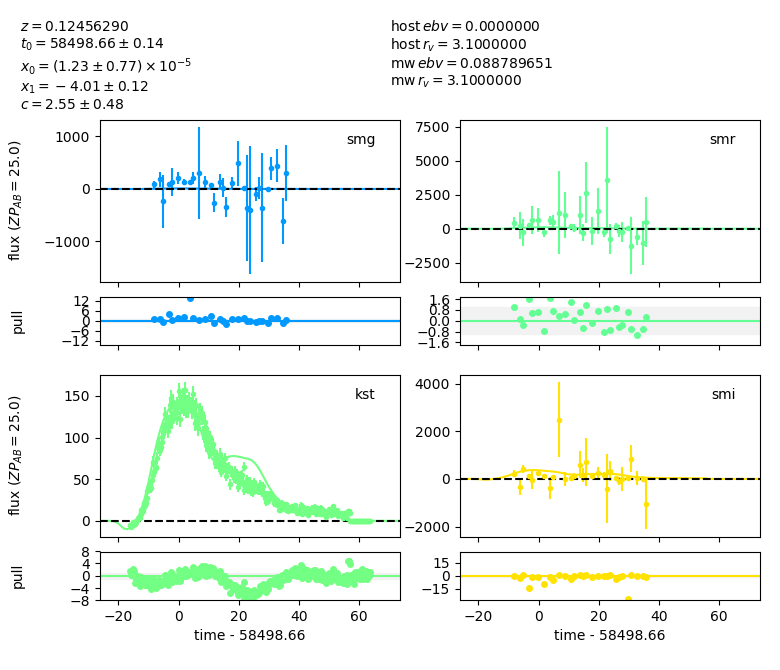 z = 0.12456290
t₀ = 58498.66 ± 0.14
x₀ = (1.23 ± 0.77) × 10⁻⁵
x₁ = −4.01 ± 0.12
c = 2.55 ± 0.48
host ebv = 0.0000000
host r_v = 3.1000000
mw ebv = 0.088789651
mw r_v = 3.1000000
smg
1000
0
−1000
flux (ZP_AB = 25.0)
smr
7500
5000
2500
0
−2500
12
6
0
−6
−12
pull
1.6
0.8
0.0
−0.8
−1.6
kst
150
100
50
0
flux (ZP_AB = 25.0)
smi
4000
2000
0
−2000
8
4
0
−4
−8
pull
15
0
−15
−20 0 20 40 60
time - 58498.66
−20 0 20 40 60
time - 58498.66